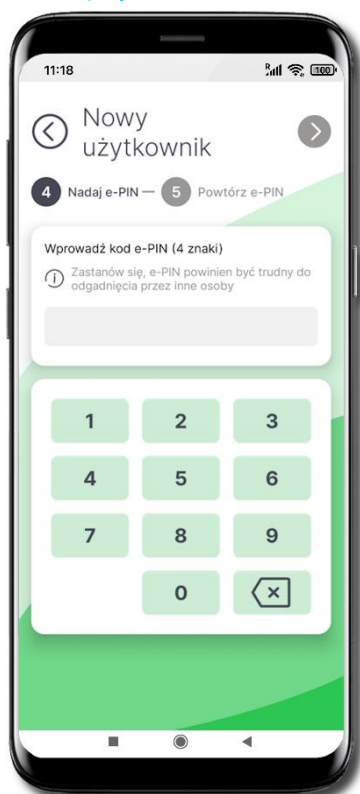 11:18
100
Nowy
użytkownik
4 Nadaj e-PIN — 5 Powtórz e-PIN
Wprowadź kod e-PIN (4 znaki)
Zastanów się, e-PIN powinien być trudny do
odgadnięcia przez inne osoby
1 2 3
4 5 6
7 8 9
0